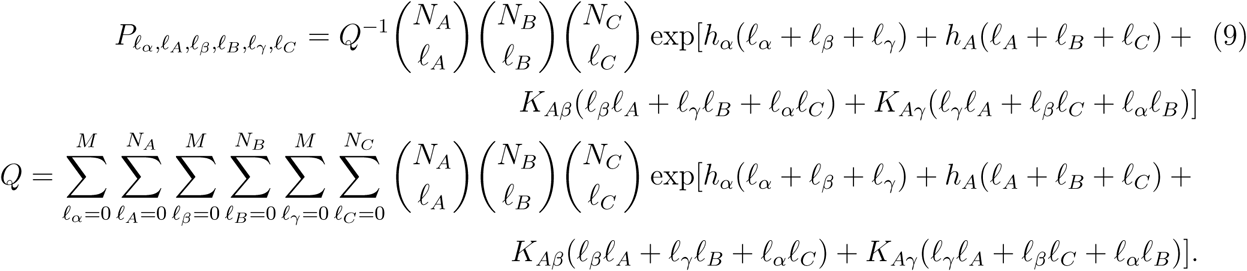 $P_{\ell_\alpha,\ell_A,\ell_\beta,\ell_B,\ell_\gamma,\ell_C} = Q^{-1}\binom{N_A}{\ell_A}\binom{N_B}{\ell_B}\binom{N_C}{\ell_C}\exp[h_\alpha(\ell_\alpha + \ell_\beta + \ell_\gamma) + h_A(\ell_A + \ell_B + \ell_C) +$ (9)
$K_{A\beta}(\ell_\beta\ell_A + \ell_\gamma\ell_B + \ell_\alpha\ell_C) + K_{A\gamma}(\ell_\gamma\ell_A + \ell_\beta\ell_C + \ell_\alpha\ell_B)]$
$Q = \sum_{\ell_\alpha=0}^{M}\sum_{\ell_A=0}^{N_A}\sum_{\ell_\beta=0}^{M}\sum_{\ell_B=0}^{N_B}\sum_{\ell_\gamma=0}^{M}\sum_{\ell_C=0}^{N_C}\binom{N_A}{\ell_A}\binom{N_B}{\ell_B}\binom{N_C}{\ell_C}\exp[h_\alpha(\ell_\alpha + \ell_\beta + \ell_\gamma) + h_A(\ell_A + \ell_B + \ell_C) +$
$K_{A\beta}(\ell_\beta\ell_A + \ell_\gamma\ell_B + \ell_\alpha\ell_C) + K_{A\gamma}(\ell_\gamma\ell_A + \ell_\beta\ell_C + \ell_\alpha\ell_B)].$